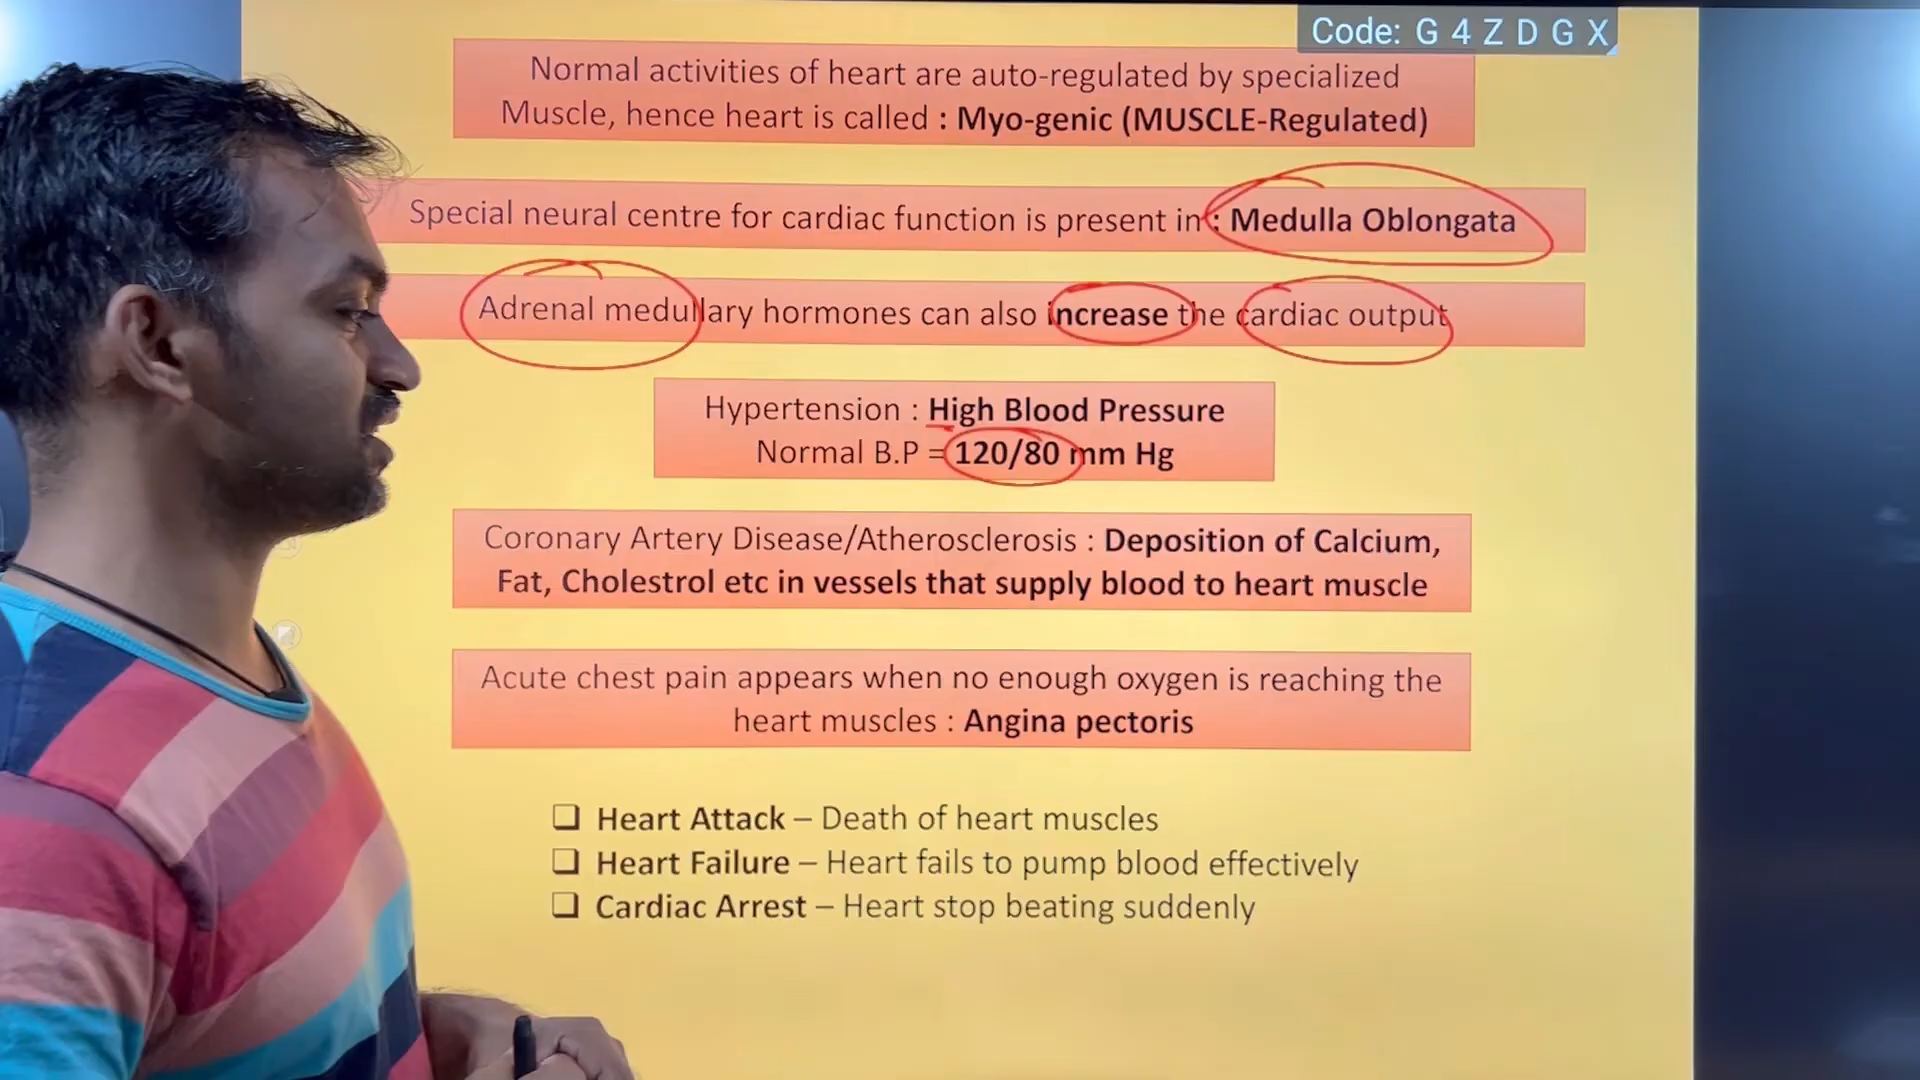 Code: G 4 Z D G X
Normal activities of heart are auto-regulated by specialized
Muscle, hence heart is called : Myo-genic (MUSCLE-Regulated)
Special neural centre for cardiac function is present in : Medulla Oblongata
Adrenal medullary hormones can also increase the cardiac output
Hypertension : High Blood Pressure
Normal B.P = 120/80 mm Hg
Coronary Artery Disease/Atherosclerosis : Deposition of Calcium,
Fat, Cholestrol etc in vessels that supply blood to heart muscle
Acute chest pain appears when no enough oxygen is reaching the
heart muscles : Angina pectoris
❑ Heart Attack – Death of heart muscles
❑ Heart Failure – Heart fails to pump blood effectively
❑ Cardiac Arrest – Heart stop beating suddenly